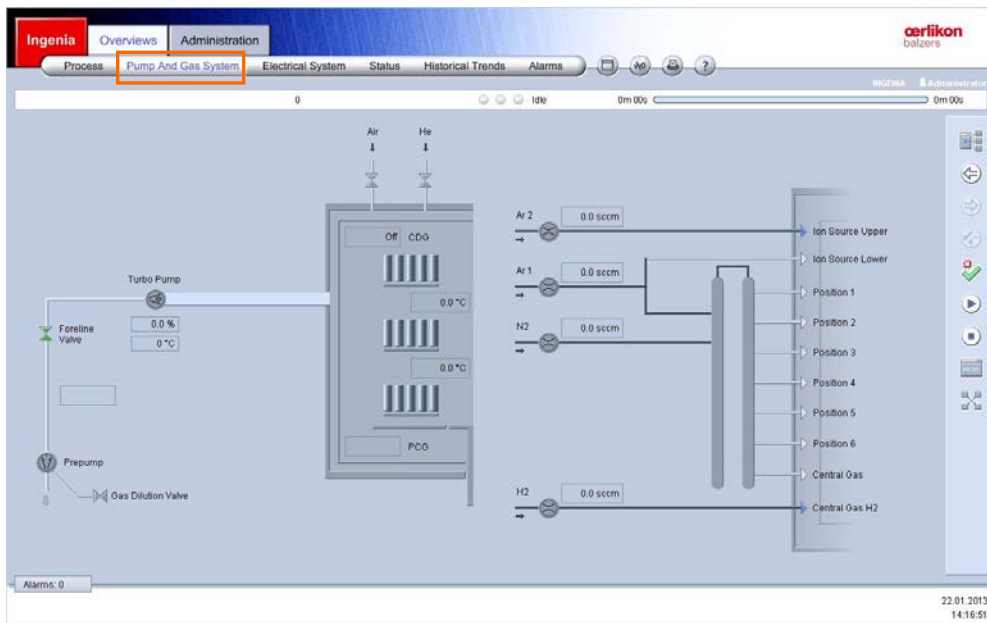 Ingenia Overviews Administration
œrlikon
balzers
Process Pump And Gas System Electrical System Status Historical Trends Alarms ?
INGENIA Administrator
0 Idle 0m 00s 0m 00s
Air He
Ar 2 0.0 sccm
Off CDG
Ion Source Upper
Ion Source Lower
Ar 1 0.0 sccm
Turbo Pump
Position 1
0.0 °C
0.0 %
Foreline
Valve
0 °C
N2 0.0 sccm
Position 2
Position 3
0.0 °C
Position 4
Position 5
Position 6
PCG
Prepump
Central Gas
Gas Dilution Valve
H2 0.0 sccm
Central Gas H2
Alarms: 0
22.01.2013
14:16:51